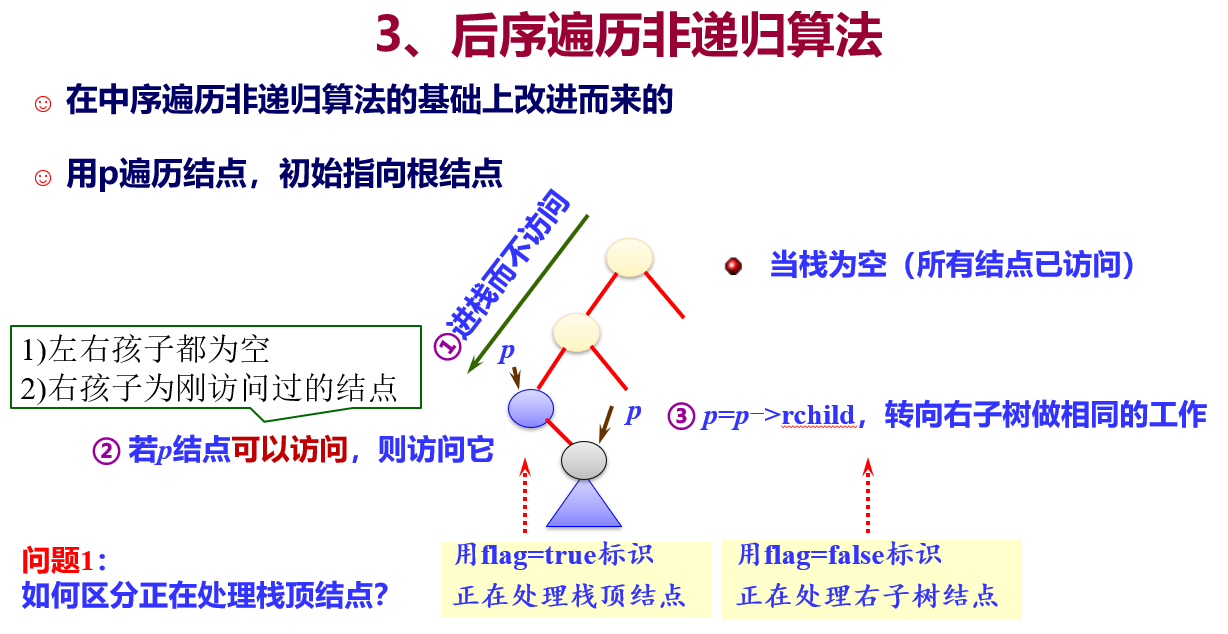 3、后序遍历非递归算法
在中序遍历非递归算法的基础上改进而来的
用p遍历结点，初始指向根结点
①进栈而不访问
当栈为空（所有结点已访问）
1)左右孩子都为空
2)右孩子为刚访问过的结点
p
p
③ p=p->rchild，转向右子树做相同的工作
② 若p结点可以访问，则访问它
问题1：
如何区分正在处理栈顶结点?
用flag=true标识
正在处理栈顶结点
用flag=false标识
正在处理右子树结点